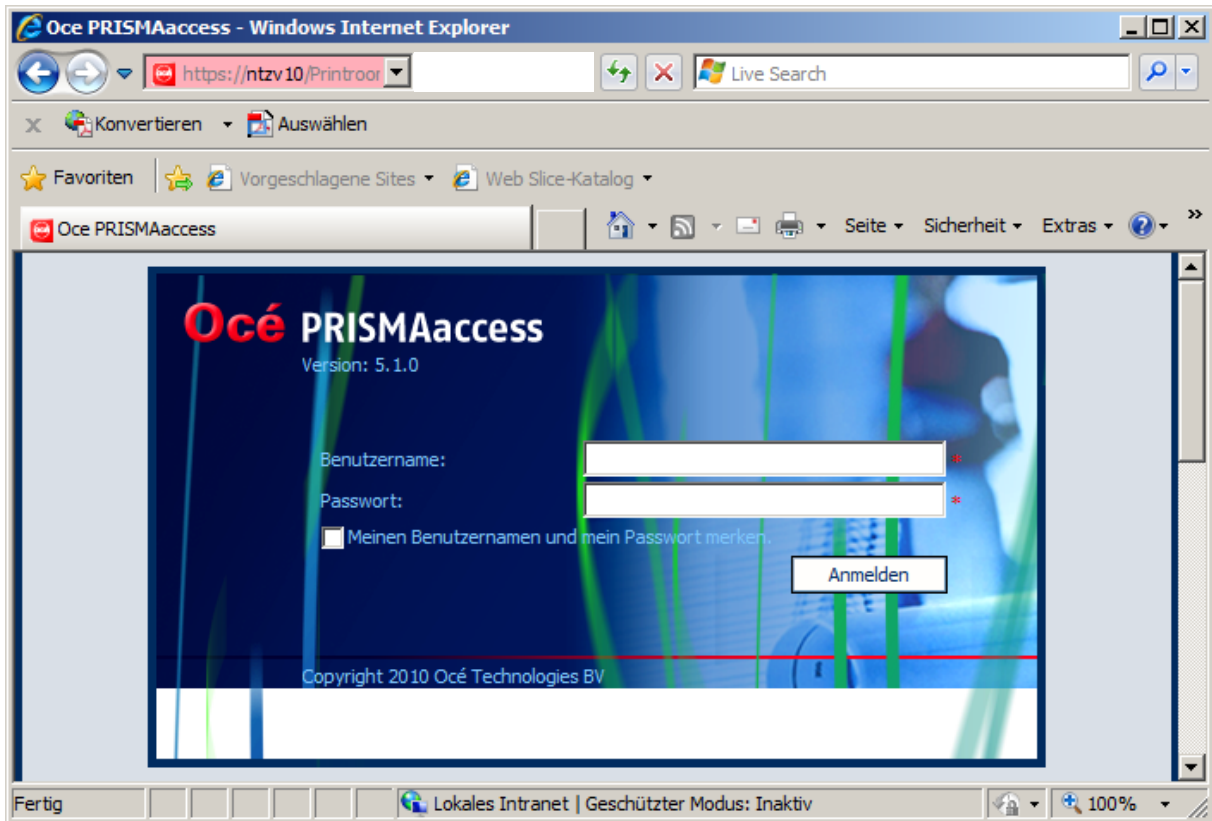 Oce PRISMAaccess - Windows Internet Explorer
https://ntzv10/Printroor
Live Search
x Konvertieren Auswählen
Favoriten Vorgeschlagene Sites Web Slice-Katalog
Oce PRISMAaccess Seite Sicherheit Extras »
Océ PRISMAaccess
Version: 5.1.0
Benutzername: *
Passwort: *
Meinen Benutzernamen und mein Passwort merken.
Anmelden
Copyright 2010 Océ Technologies BV
Fertig Lokales Intranet | Geschützter Modus: Inaktiv 100%